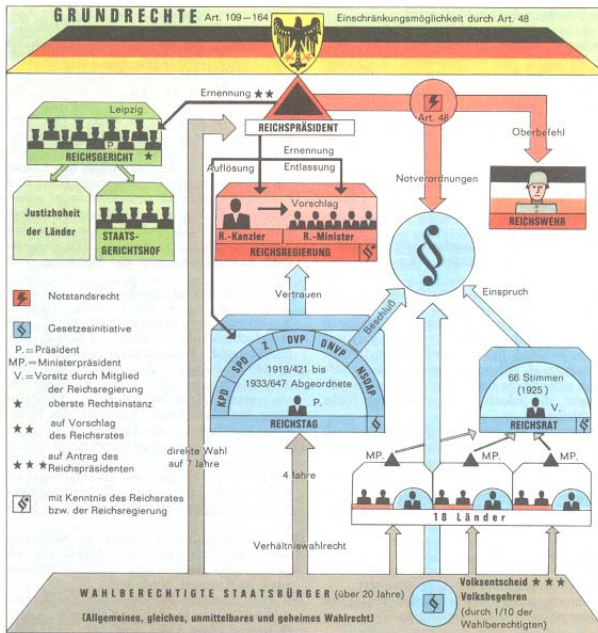 GRUNDRECHTE Art. 109—164 Einschränkungsmöglichkeit durch Art. 48
Ernennung ★★
Leipzig
P.
REICHSGERICHT ★
REICHSPRÄSIDENT
Art. 48
Oberbefehl
Ernennung
Auflösung Entlassung
Notverordnungen
Justizhoheit
der Länder
STAATS-
GERICHTSHOF
Vorschlag
R.-Kanzler R.-Minister
REICHSREGIERUNG §*
REICHSWEHR
§
Notstandsrecht
§ Gesetzesinitiative
P. = Präsident
MP. = Ministerpräsident
V. = Vorsitz durch Mitglied
der Reichsregierung
★ oberste Rechtsinstanz
★★ auf Vorschlag
des Reichsrates
★★★ auf Antrag des
Reichspräsidenten
§* mit Kenntnis des Reichsrates
bzw. der Reichsregierung
Vertrauen
Beschluß
Einspruch
KPD SPD Z DVP DNVP NSDAP
1919/421 bis
1933/647 Abgeordnete
P.
REICHSTAG §
66 Stimmen
(1925)
V.
REICHSRAT §
direkte Wahl
auf 7 Jahre
4 Jahre
MP. MP. MP.
18 Länder
Verhältniswahlrecht
WAHLBERECHTIGTE STAATSBÜRGER (über 20 Jahre)
(Allgemeines, gleiches, unmittelbares und geheimes Wahlrecht)
§
Volksentscheid ★★★
Volksbegehren
(durch 1/10 der
Wahlberechtigten)